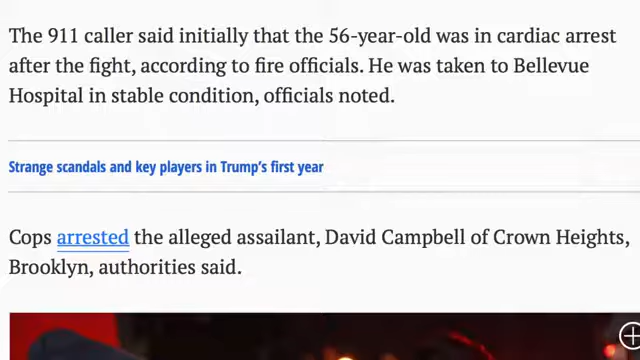 The 911 caller said initially that the 56-year-old was in cardiac arrest
after the fight, according to fire officials. He was taken to Bellevue
Hospital in stable condition, officials noted.
Strange scandals and key players in Trump's first year
Cops arrested the alleged assailant, David Campbell of Crown Heights,
Brooklyn, authorities said.